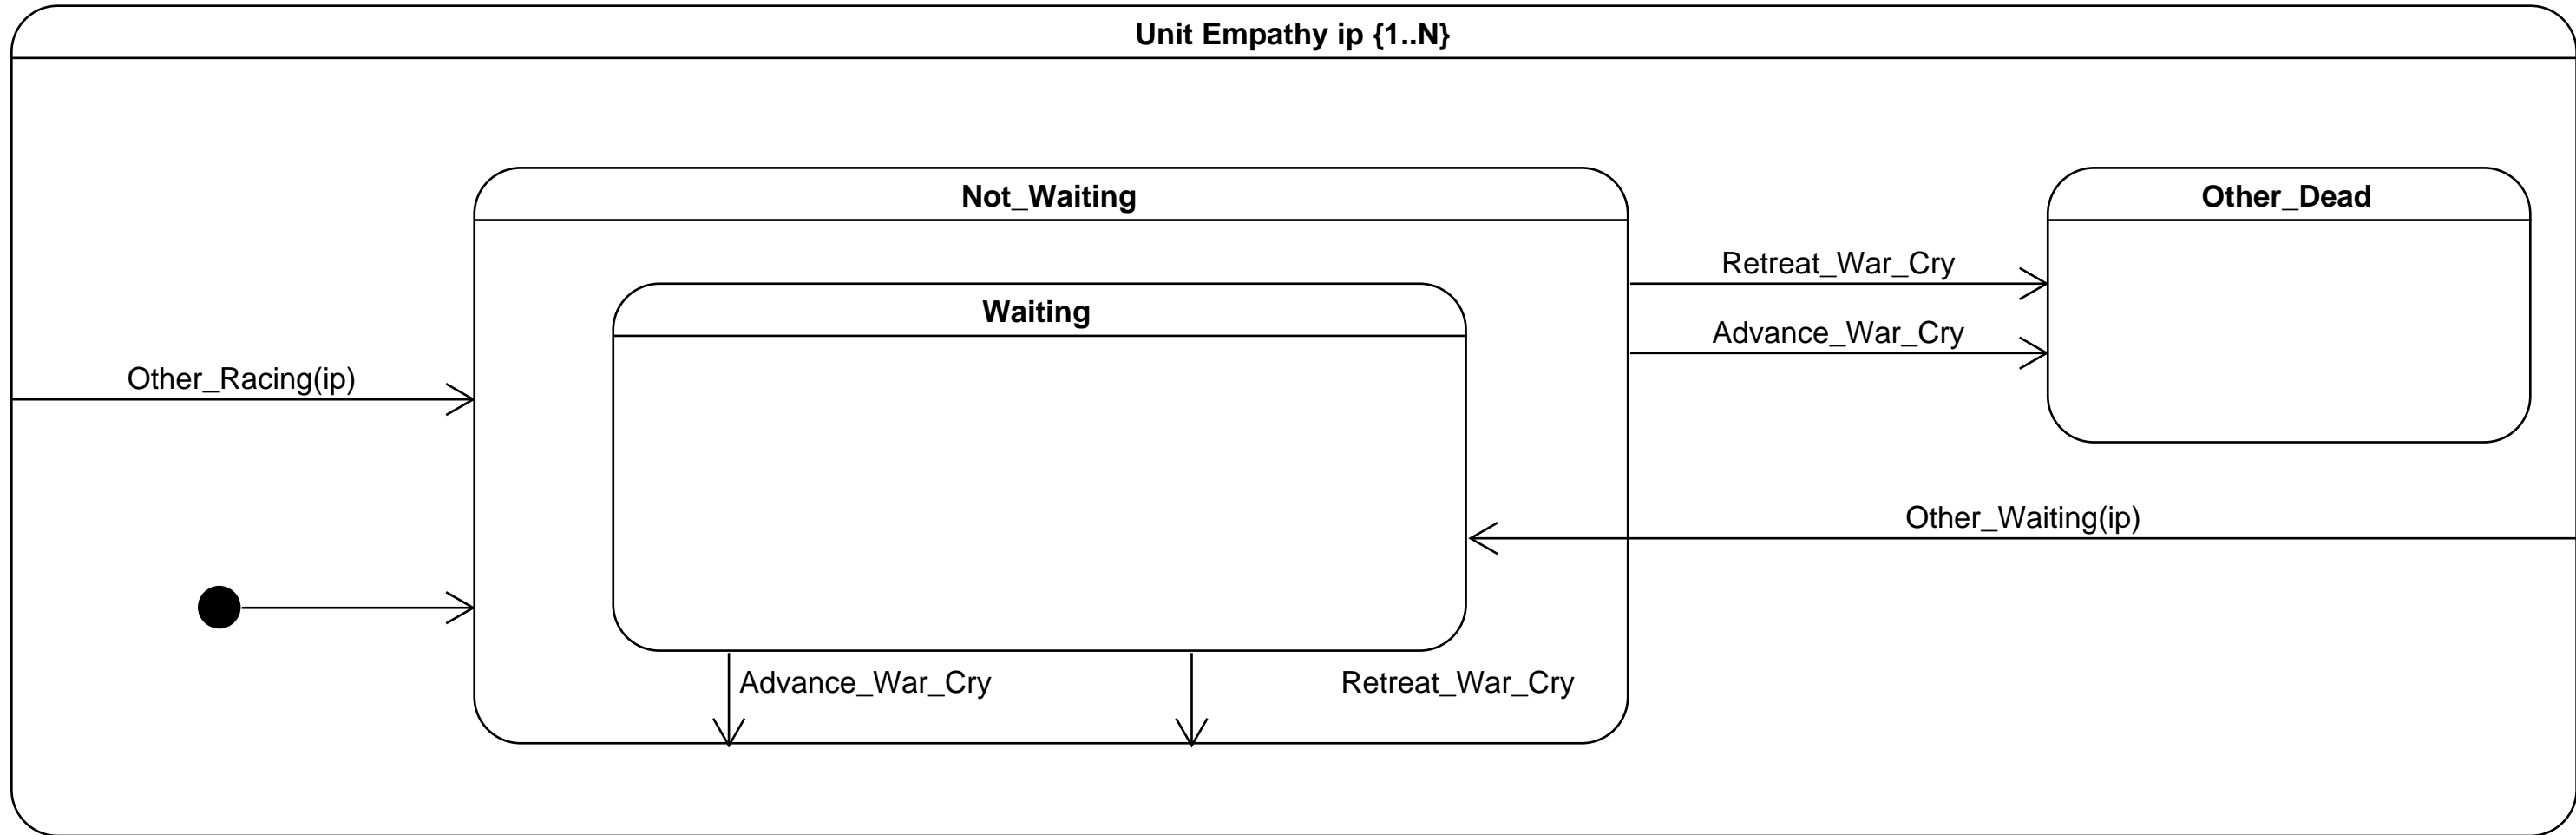 Unit Empathy ip {1..N}
Not_Waiting
Other_Dead
Retreat_War_Cry
Waiting
Advance_War_Cry
Other_Racing(ip)
Other_Waiting(ip)
Advance_War_Cry
Retreat_War_Cry